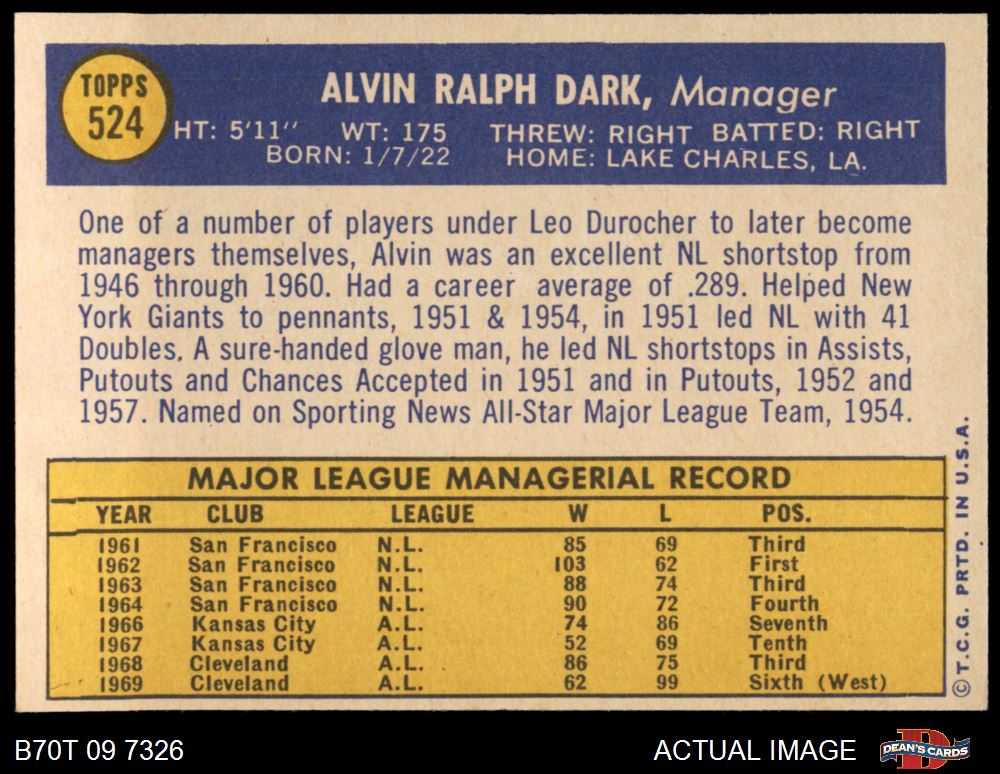 TOPPS
524
ALVIN RALPH DARK, Manager
HT: 5'11" WT: 175 THREW: RIGHT BATTED: RIGHT
BORN: 1/7/22 HOME: LAKE CHARLES, LA.
One of a number of players under Leo Durocher to later become
managers themselves, Alvin was an excellent NL shortstop from
1946 through 1960. Had a career average of .289. Helped New
York Giants to pennants, 1951 & 1954, in 1951 led NL with 41
Doubles. A sure-handed glove man, he led NL shortstops in Assists,
Putouts and Chances Accepted in 1951 and in Putouts, 1952 and
1957. Named on Sporting News All-Star Major League Team, 1954.
MAJOR LEAGUE MANAGERIAL RECORD
YEAR CLUB LEAGUE W L POS.
1961 San Francisco N.L. 85 69 Third
1962 San Francisco N.L. 103 62 First
1963 San Francisco N.L. 88 74 Third
1964 San Francisco N.L. 90 72 Fourth
1966 Kansas City A.L. 74 86 Seventh
1967 Kansas City A.L. 52 69 Tenth
1968 Cleveland A.L. 86 75 Third
1969 Cleveland A.L. 62 99 Sixth (West)
© T.C.G. PRTD. IN U.S.A.
B70T 09 7326 ACTUAL IMAGE
DEAN'S CARDS